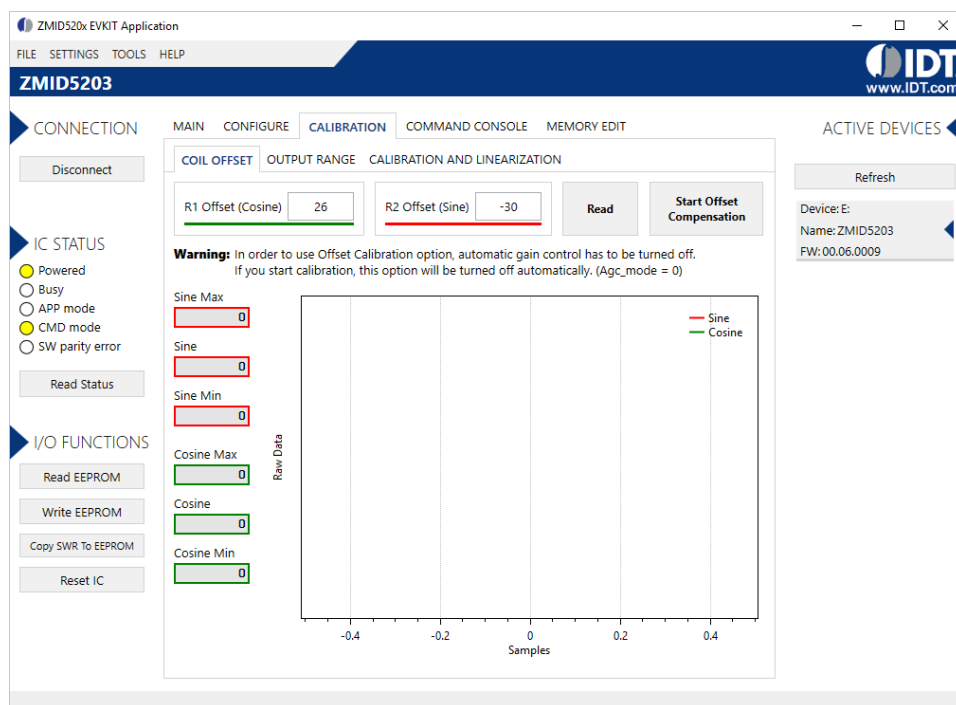 ZMID520x EVKIT Application
FILE SETTINGS TOOLS HELP
IDT
www.IDT.com
ZMID5203
CONNECTION
Disconnect
IC STATUS
Powered
Busy
APP mode
CMD mode
SW parity error
Read Status
I/O FUNCTIONS
Read EEPROM
Write EEPROM
Copy SWR To EEPROM
Reset IC
MAIN CONFIGURE CALIBRATION COMMAND CONSOLE MEMORY EDIT
COIL OFFSET OUTPUT RANGE CALIBRATION AND LINEARIZATION
R1 Offset (Cosine) 26
R2 Offset (Sine) -30
Read
Start Offset
Compensation
Warning: In order to use Offset Calibration option, automatic gain control has to be turned off.
If you start calibration, this option will be turned off automatically. (Agc_mode = 0)
Sine Max
0
Sine
0
Sine Min
0
Cosine Max
0
Cosine
0
Cosine Min
0
Raw Data
Sine
Cosine
-0.4 -0.2 0 0.2 0.4
Samples
ACTIVE DEVICES
Refresh
Device: E:
Name: ZMID5203
FW: 00.06.0009